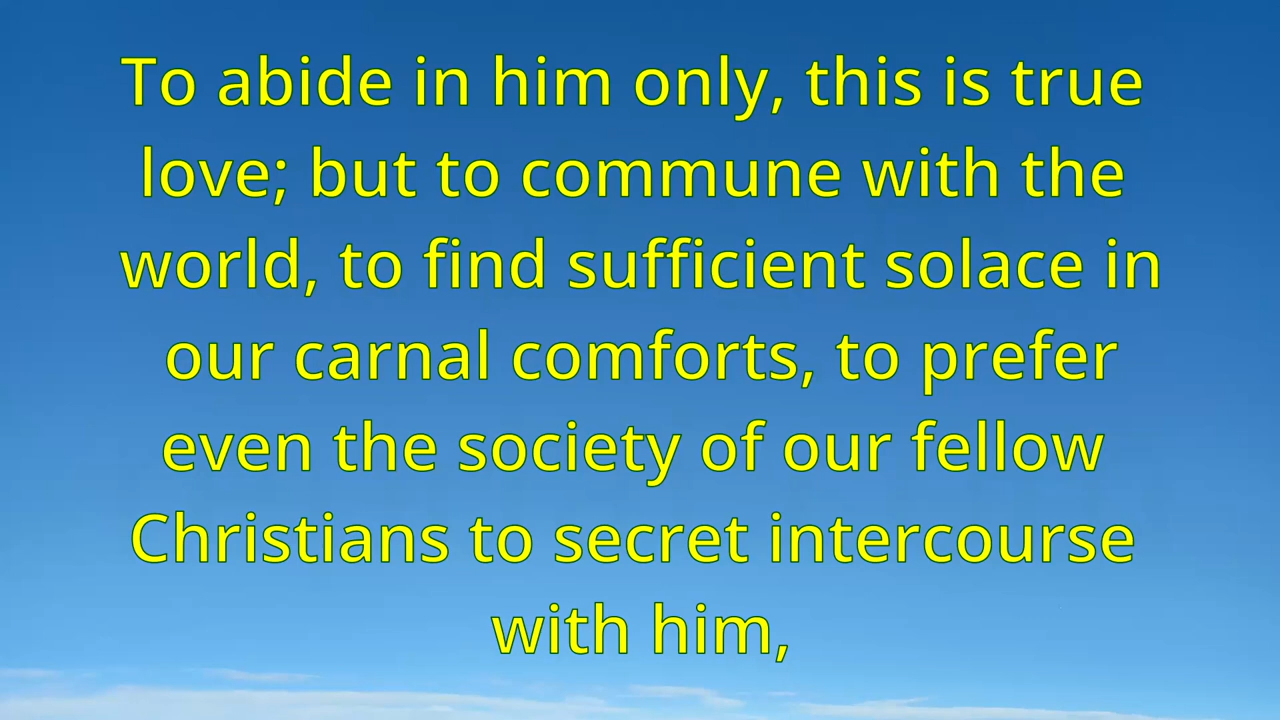 To abide in him only, this is true
love; but to commune with the
world, to find sufficient solace in
our carnal comforts, to prefer
even the society of our fellow
Christians to secret intercourse
with him,